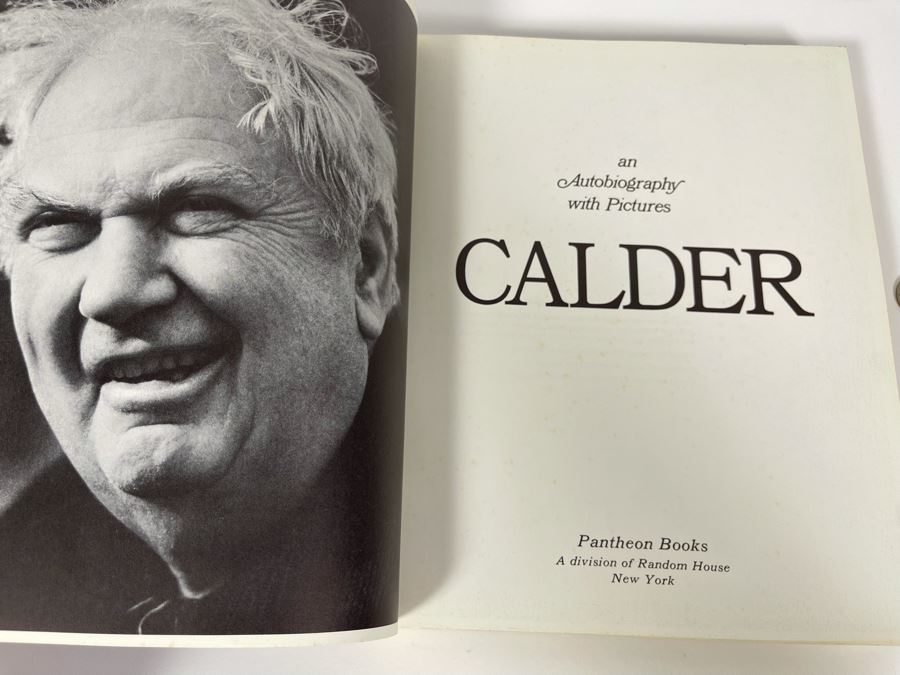 an
Autobiography
with Pictures
CALDER
Pantheon Books
A division of Random House
New York